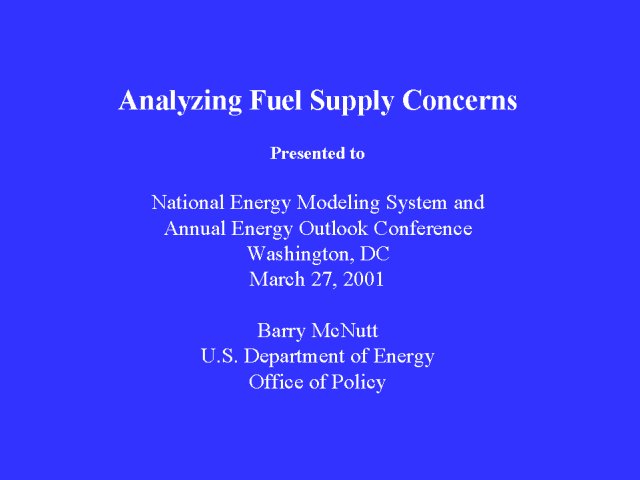 Analyzing Fuel Supply Concerns
Presented to
National Energy Modeling System and
Annual Energy Outlook Conference
Washington, DC
March 27, 2001
Barry McNutt
U.S. Department of Energy
Office of Policy